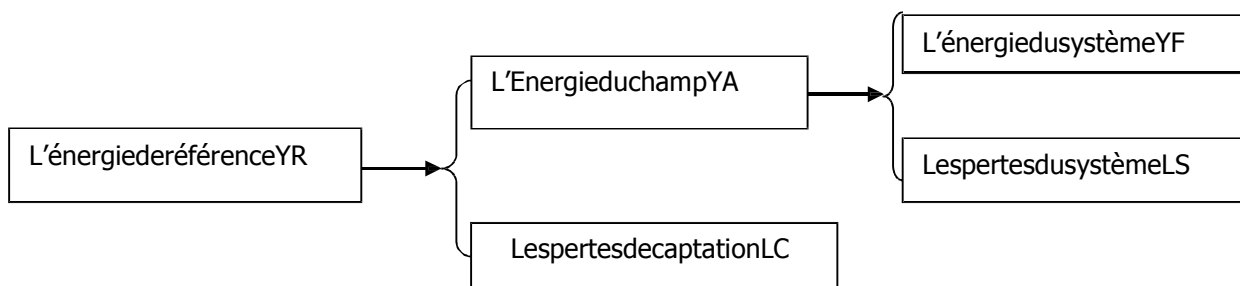 L'énergiedusystèmeYF
L'EnergieduchampYA
L'énergiederéférenceYR
LespertesdusystèmeLS
LespertesdecaptationLC